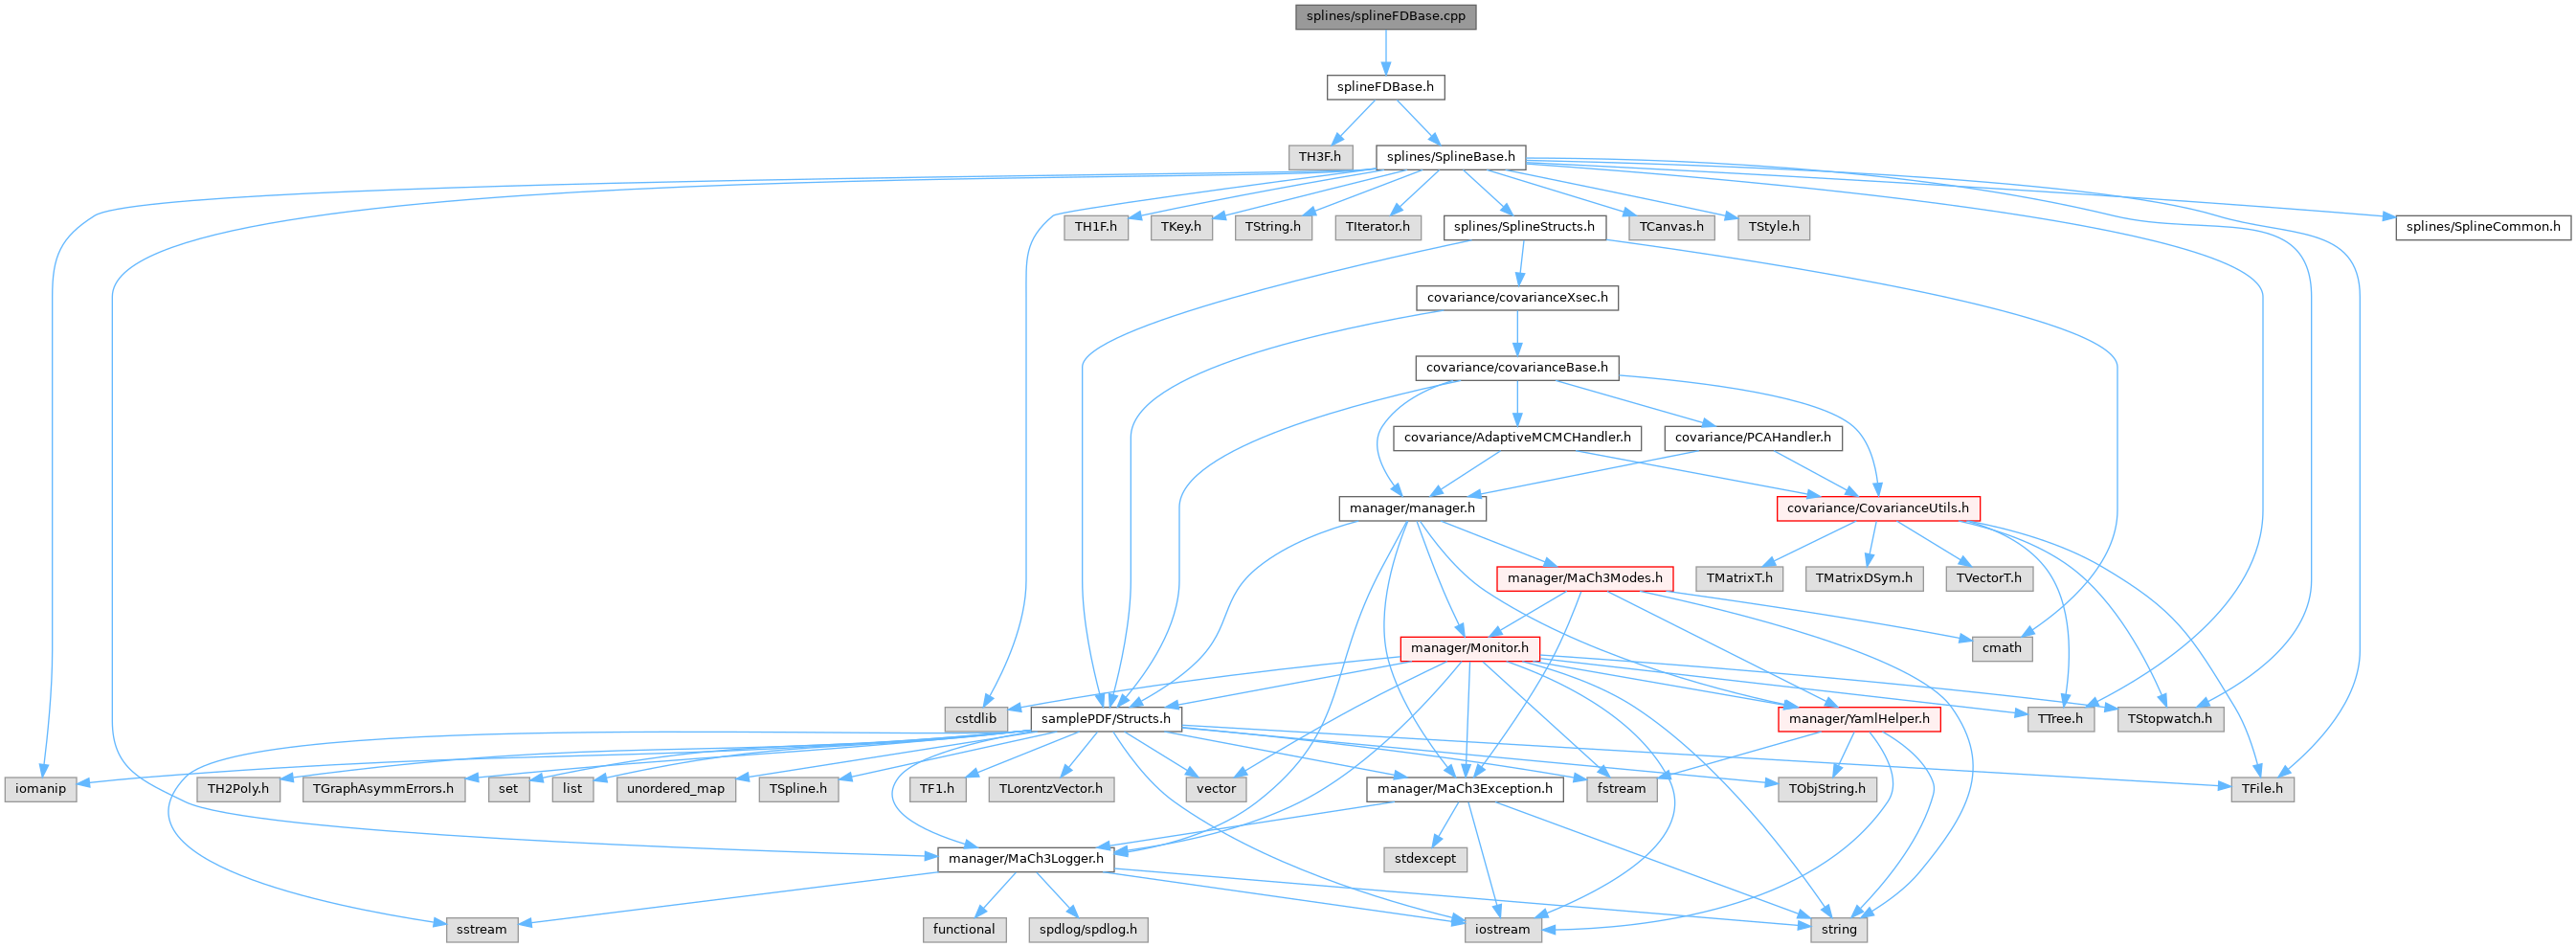 splines/splineFDBase.cpp
splineFDBase.h
TH3F.h
splines/SplineBase.h
TH1F.h
TKey.h
TString.h
TIterator.h
splines/SplineStructs.h
TCanvas.h
TStyle.h
splines/SplineCommon.h
covariance/covarianceXsec.h
covariance/covarianceBase.h
covariance/AdaptiveMCMCHandler.h
covariance/PCAHandler.h
manager/manager.h
covariance/CovarianceUtils.h
manager/MaCh3Modes.h
TMatrixT.h
TMatrixDSym.h
TVectorT.h
manager/Monitor.h
cmath
cstdlib
samplePDF/Structs.h
manager/YamlHelper.h
TTree.h
TStopwatch.h
iomanip
TH2Poly.h
TGraphAsymmErrors.h
set
list
unordered_map
TSpline.h
TF1.h
TLorentzVector.h
vector
manager/MaCh3Exception.h
fstream
TObjString.h
TFile.h
manager/MaCh3Logger.h
stdexcept
sstream
functional
spdlog/spdlog.h
iostream
string